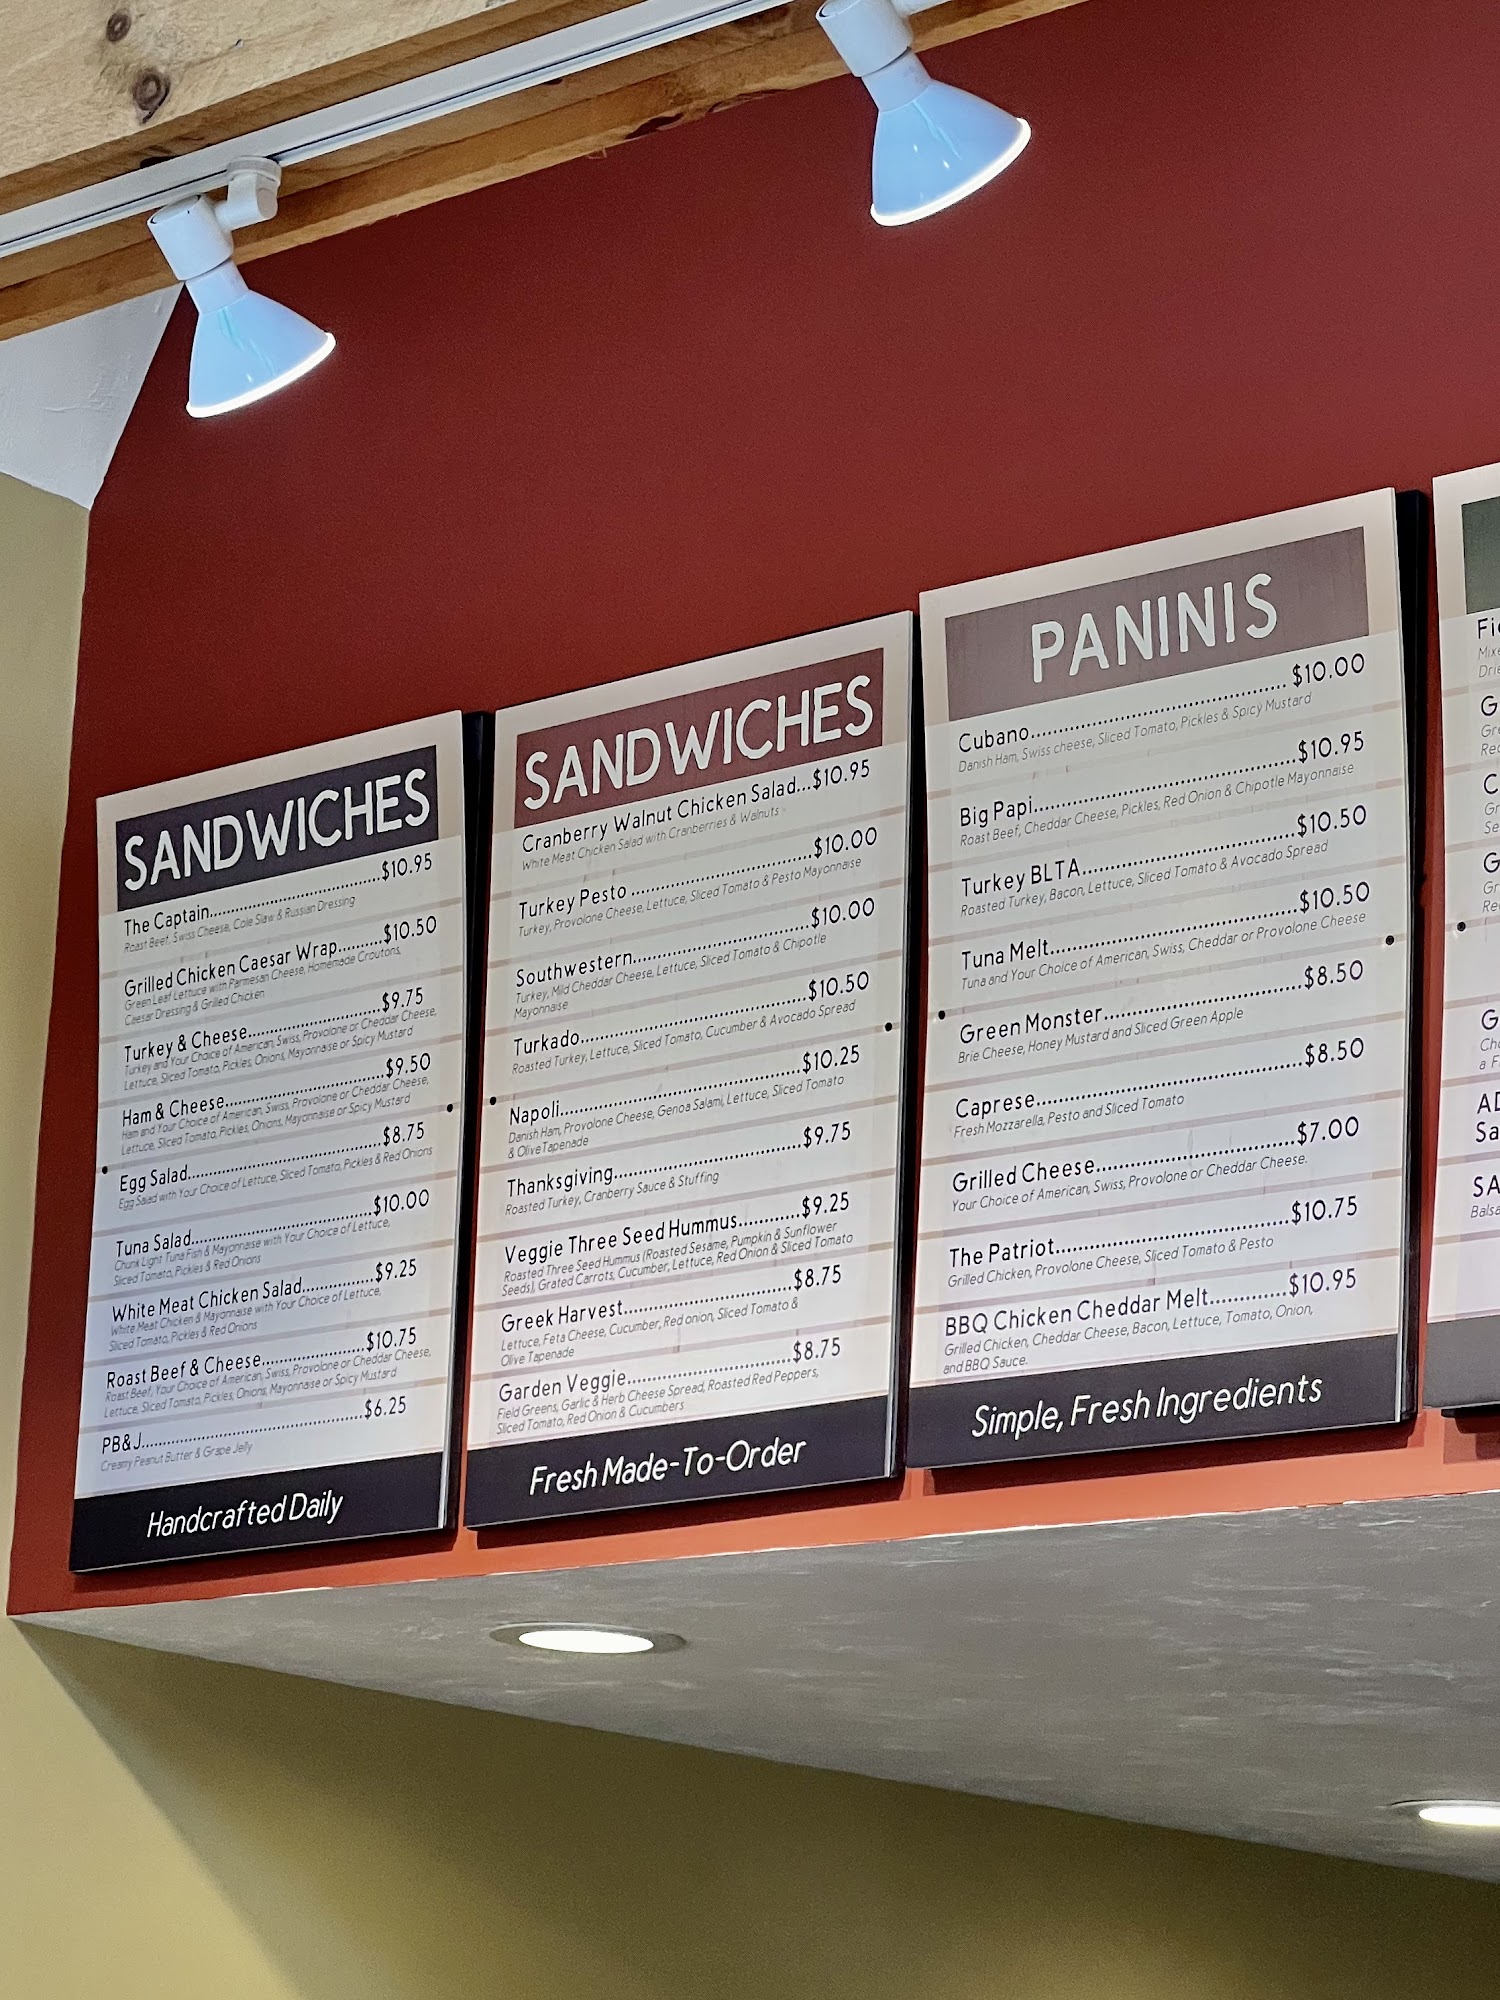 SANDWICHES
The Captain..............................$10.95
Roast Beef, Swiss Cheese, Cole Slaw & Russian Dressing
Grilled Chicken Caesar Wrap.........$10.50
Green Leaf Lettuce with Parmesan Cheese, Homemade Croutons,
Caesar Dressing & Grilled Chicken
Turkey & Cheese.......................$9.75
Turkey and Your Choice of American, Swiss, Provolone or Cheddar Cheese,
Lettuce, Sliced Tomato, Pickles, Onions, Mayonnaise or Spicy Mustard
Ham & Cheese...........................$9.50
Ham and Your Choice of American, Swiss, Provolone or Cheddar Cheese,
Lettuce, Sliced Tomato, Pickles, Onions, Mayonnaise or Spicy Mustard
Egg Salad.................................$8.75
Egg Salad with Your Choice of Lettuce, Sliced Tomato, Pickles & Red Onions
Tuna Salad...............................$10.00
Chunk Light Tuna Fish & Mayonnaise with Your Choice of Lettuce,
Sliced Tomato, Pickles & Red Onions
White Meat Chicken Salad.............$9.25
White Meat Chicken & Mayonnaise with Your Choice of Lettuce,
Sliced Tomato, Pickles & Red Onions
Roast Beef & Cheese..................$10.75
Roast Beef, Your Choice of American, Swiss, Provolone or Cheddar Cheese,
Lettuce, Sliced Tomato, Pickles, Onions, Mayonnaise or Spicy Mustard
PB&J......................................$6.25
Creamy Peanut Butter & Grape Jelly
Handcrafted Daily
SANDWICHES
Cranberry Walnut Chicken Salad...$10.95
White Meat Chicken Salad with Cranberries & Walnuts
Turkey Pesto ..........................$10.00
Turkey, Provolone Cheese, Lettuce, Sliced Tomato & Pesto Mayonnaise
Southwestern..........................$10.00
Turkey, Mild Cheddar Cheese, Lettuce, Sliced Tomato & Chipotle
Mayonnaise
Turkado.................................$10.50
Roasted Turkey, Lettuce, Sliced Tomato, Cucumber & Avocado Spread
Napoli...................................$10.25
Danish Ham, Provolone Cheese, Genoa Salami, Lettuce, Sliced Tomato
& Olive Tapenade
Thanksgiving...........................$9.75
Roasted Turkey, Cranberry Sauce & Stuffing
Veggie Three Seed Hummus...........$9.25
Roasted Three Seed Hummus (Roasted Sesame, Pumpkin & Sunflower
Seeds), Grated Carrots, Cucumber, Lettuce, Red Onion & Sliced Tomato
Greek Harvest.........................$8.75
Lettuce, Feta Cheese, Cucumber, Red onion, Sliced Tomato &
Olive Tapenade
Garden Veggie.........................$8.75
Field Greens, Garlic & Herb Cheese Spread, Roasted Red Peppers,
Sliced Tomato, Red Onion & Cucumbers
Fresh Made-To-Order
PANINIS
Cubano.................................... $10.00
Danish Ham, Swiss cheese, Sliced Tomato, Pickles & Spicy Mustard
Big Papi....................................$10.95
Roast Beef, Cheddar Cheese, Pickles, Red Onion & Chipotle Mayonnaise
Turkey BLTA..............................$10.50
Roasted Turkey, Bacon, Lettuce, Sliced Tomato & Avocado Spread
Tuna Melt..................................$10.50
Tuna and Your Choice of American, Swiss, Cheddar or Provolone Cheese
Green Monster............................$8.50
Brie Cheese, Honey Mustard and Sliced Green Apple
Caprese....................................$8.50
Fresh Mozzarella, Pesto and Sliced Tomato
Grilled Cheese............................$7.00
Your Choice of American, Swiss, Provolone or Cheddar Cheese.
The Patriot................................$10.75
Grilled Chicken, Provolone Cheese, Sliced Tomato & Pesto
BBQ Chicken Cheddar Melt............$10.95
Grilled Chicken, Cheddar Cheese, Bacon, Lettuce, Tomato, Onion,
and BBQ Sauce.
Simple, Fresh Ingredients